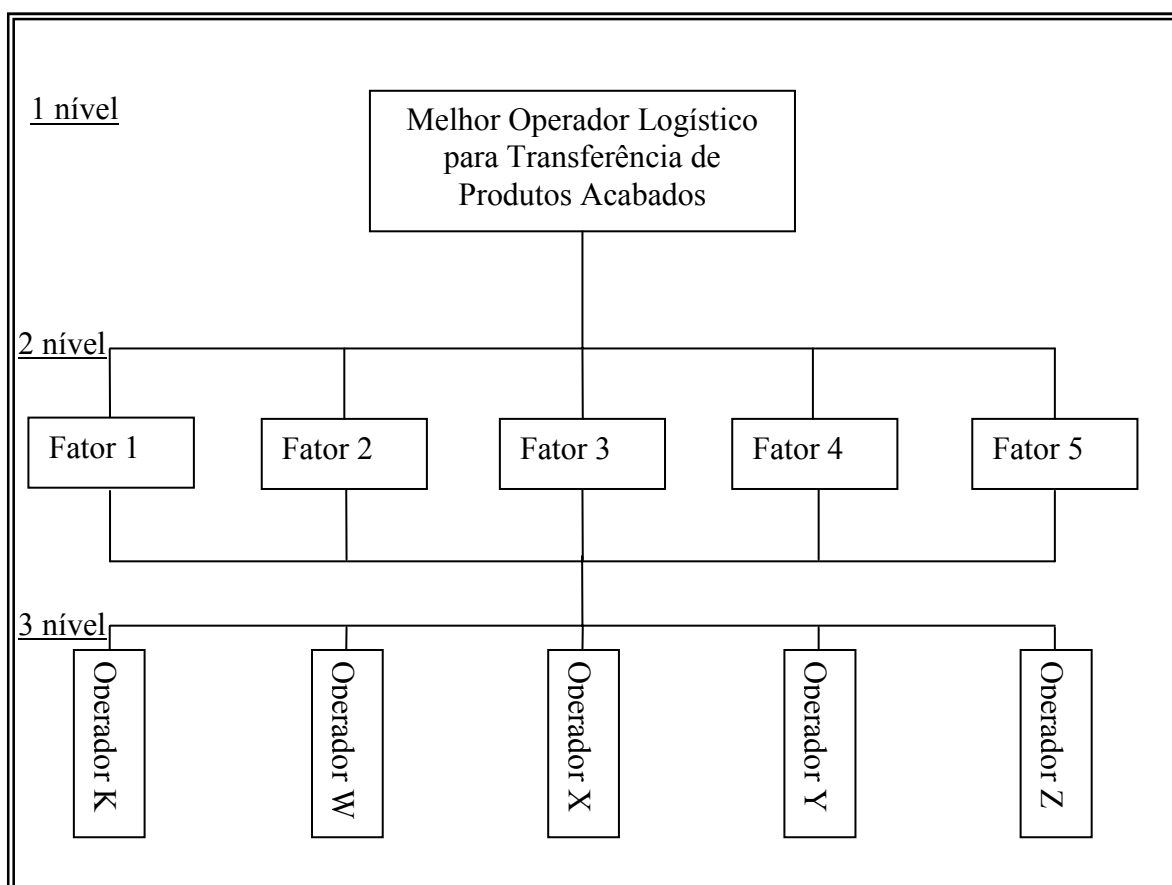 1 nível
Melhor Operador Logístico
para Transferência de
Produtos Acabados
2 nível
Fator 1
Fator 2
Fator 3
Fator 4
Fator 5
3 nível
Operador K
Operador W
Operador X
Operador Y
Operador Z